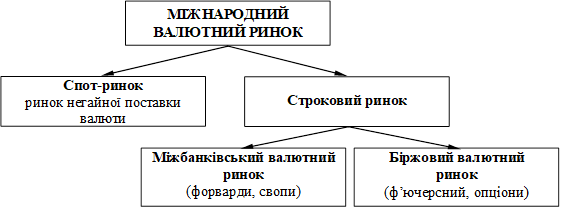 МІЖНАРОДНИЙ
ВАЛЮТНИЙ РИНОК
Спот-ринок
ринок негайної поставки
валюти
Строковий ринок
Міжбанківський валютний
ринок
(форварди, свопи)
Біржовий валютний
ринок
(ф’ючерсний, опціони)